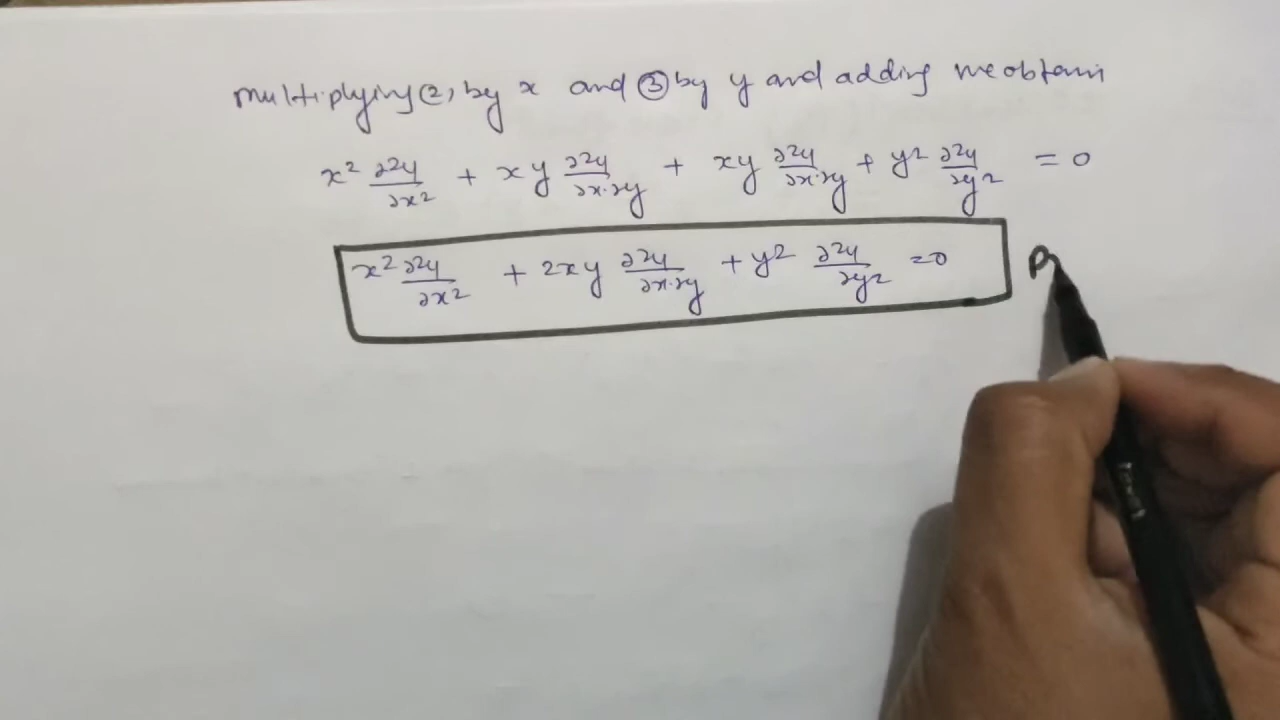 multiplying ②, by x and ③ by y and adding we obtain
x² ∂²u/∂x² + xy ∂²u/∂x·∂y + xy ∂²u/∂x·∂y + y² ∂²u/∂y² = 0
x² ∂²u/∂x² + 2xy ∂²u/∂x·∂y + y² ∂²u/∂y² = 0